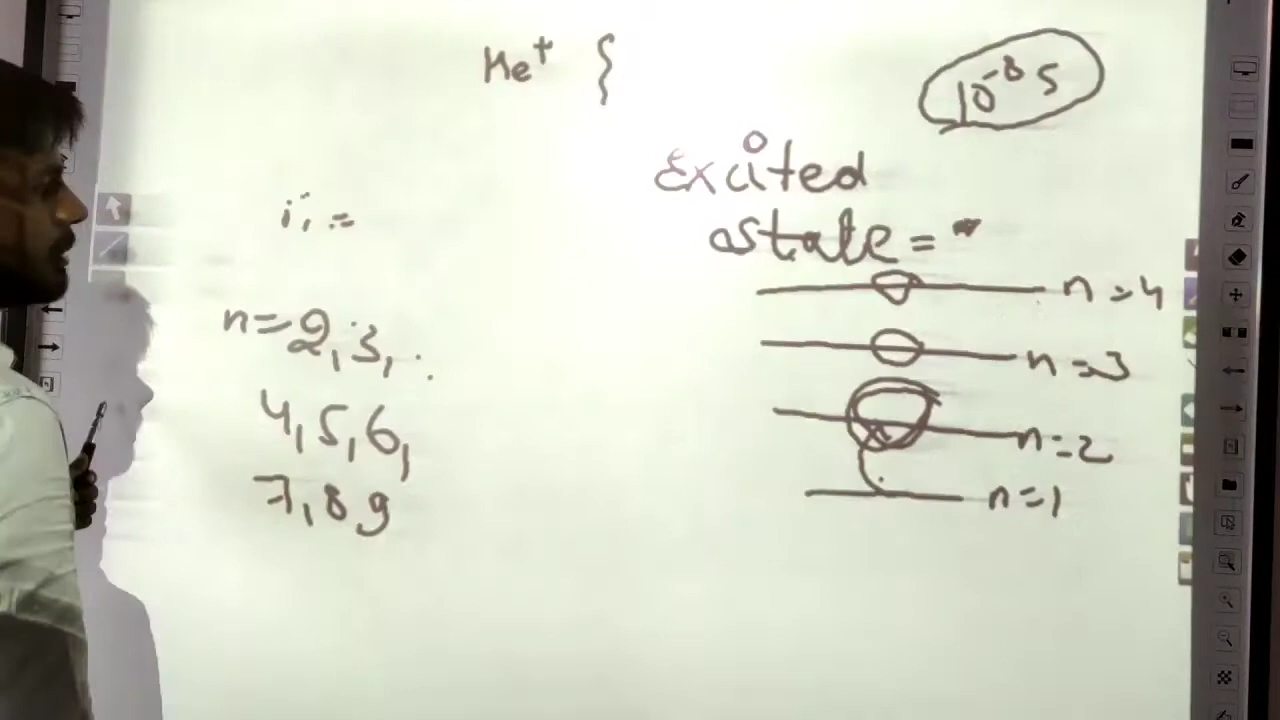 He⁺ {
10⁻⁸ s
Excited
state =
n = 4
n = 3
n = 2
n = 1
n = 2, 3,
4, 5, 6,
7, 8 9